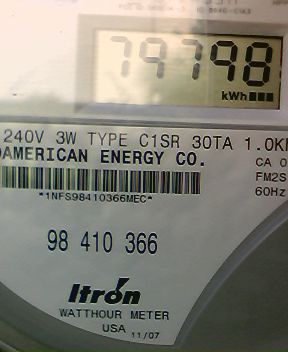 79798
kWh
240V 3W TYPE C1SR 30TA 1.0K
AMERICAN ENERGY CO.
CA 0
FM2S
60Hz
*1NFS98410366MEC*
98 410 366
Itrón
WATTHOUR METER
USA 11/07